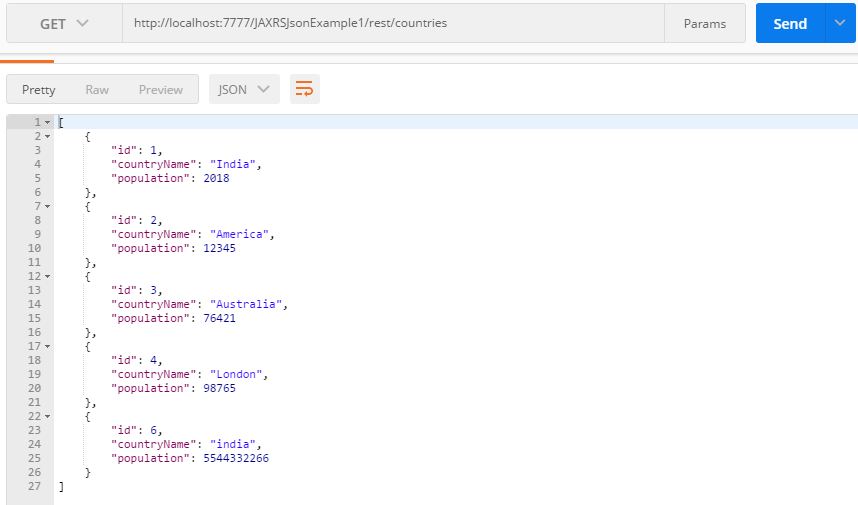 GET http://localhost:7777/JAXRSJsonExample1/rest/countries Params Send
Pretty Raw Preview JSON
1 [
2 {
3 "id": 1,
4 "countryName": "India",
5 "population": 2018
6 },
7 {
8 "id": 2,
9 "countryName": "America",
10 "population": 12345
11 },
12 {
13 "id": 3,
14 "countryName": "Australia",
15 "population": 76421
16 },
17 {
18 "id": 4,
19 "countryName": "London",
20 "population": 98765
21 },
22 {
23 "id": 6,
24 "countryName": "india",
25 "population": 5544332266
26 }
27 ]